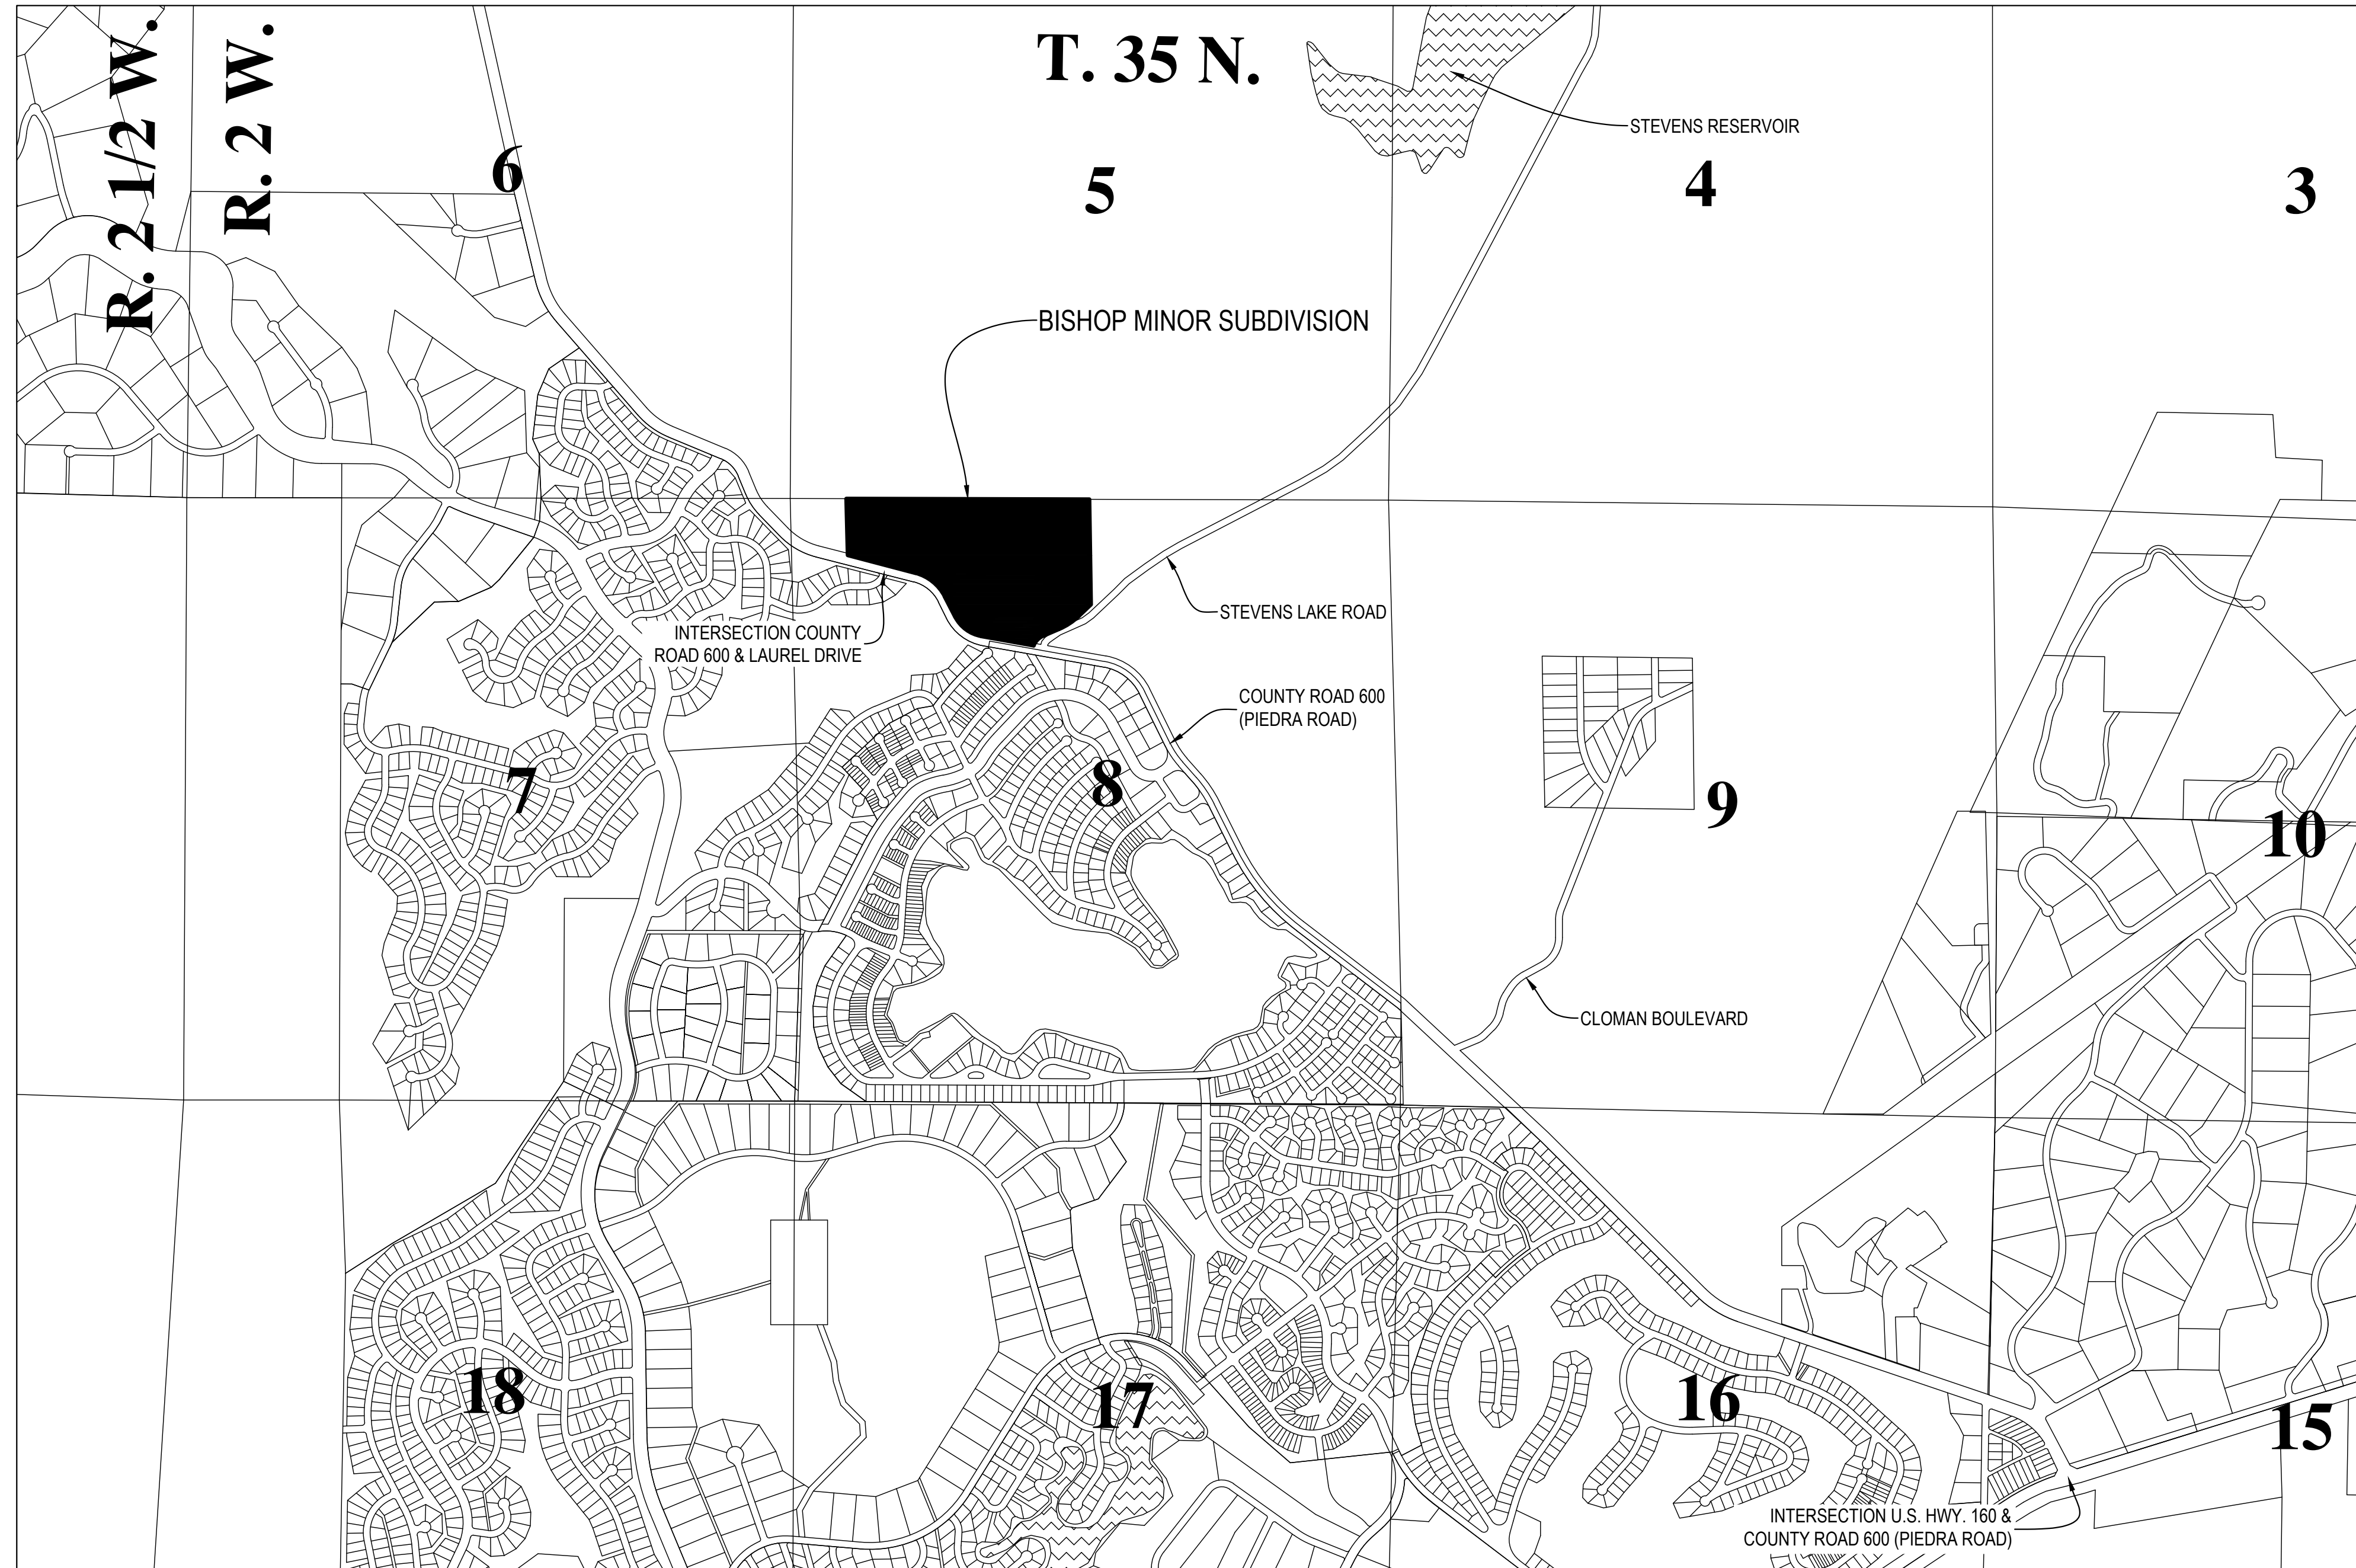 R. 2 1/2 W.
R. 2 W.
T. 35 N.
STEVENS RESERVOIR
6
5
4
3
BISHOP MINOR SUBDIVISION
STEVENS LAKE ROAD
INTERSECTION COUNTY
ROAD 600 & LAUREL DRIVE
COUNTY ROAD 600
(PIEDRA ROAD)
7
8
9
10
CLOMAN BOULEVARD
18
17
16
15
INTERSECTION U.S. HWY. 160 &
COUNTY ROAD 600 (PIEDRA ROAD)